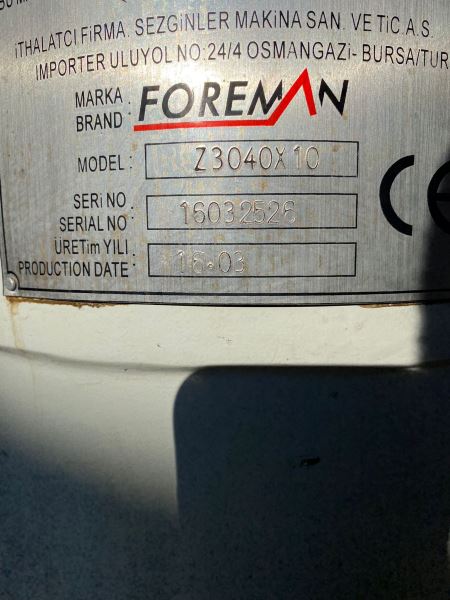 BU M
İTHALATCI FİRMA. SEZGİNLER MAKİNA SAN. VE TİC. A.S.
IMPORTER ULUYOL NO: 24/4 OSMANGAZİ- BURSA/TUR
MARKA : FOREMAN
BRAND
MODEL : Z3040X10
SERİ NO : 16032526
SERIAL NO
ÜRETİM YILI : 16.03
PRODUCTION DATE
CE